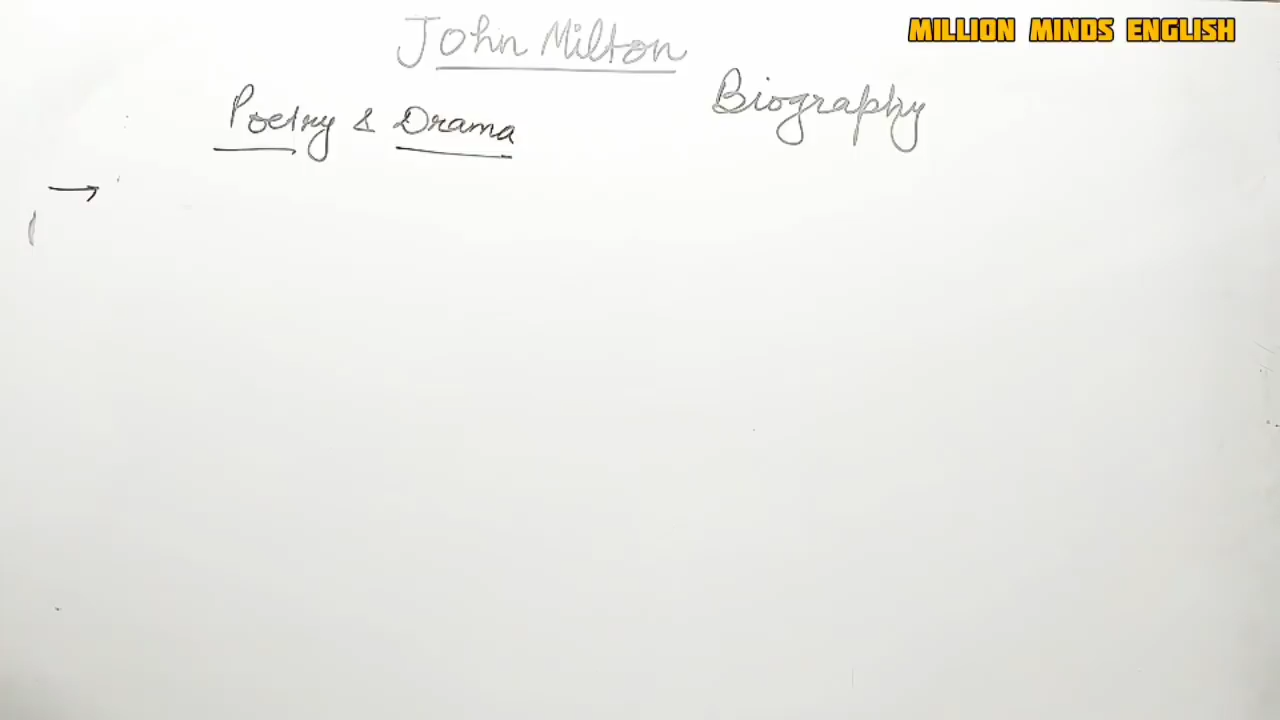 John Milton
MILLION MINDS ENGLISH
Biography
Poetry & Drama
→